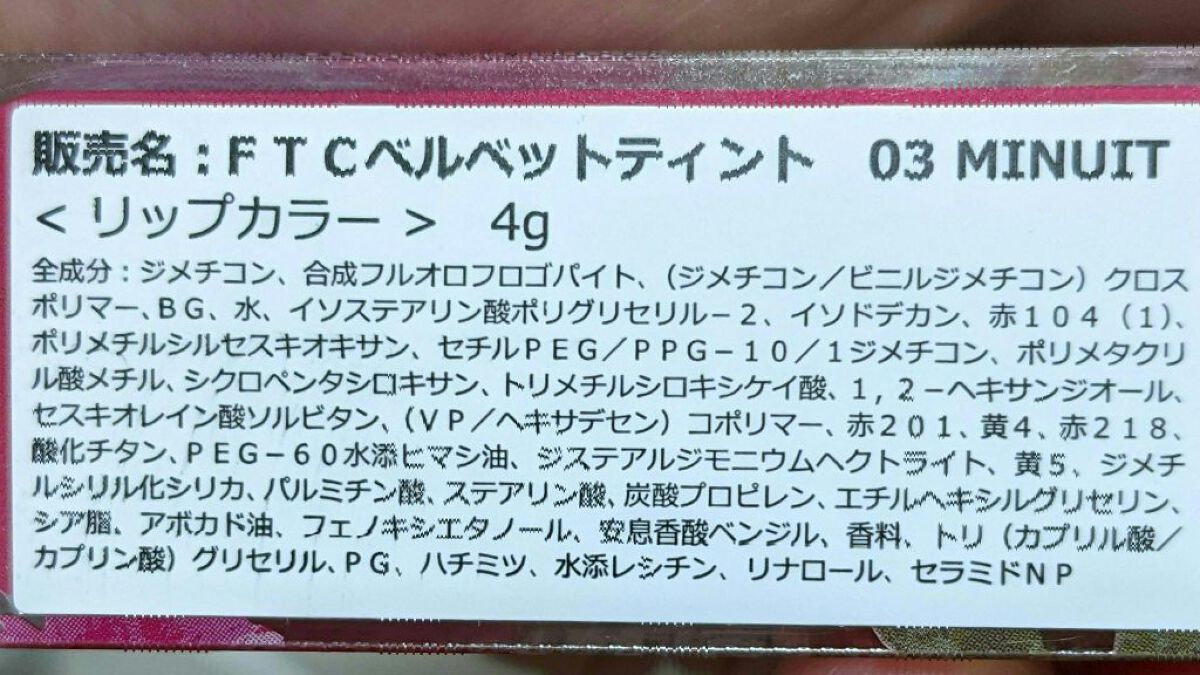 販売名：ＦＴＣベルベットティント　03 MINUIT
＜リップカラー＞　4g
全成分：ジメチコン、合成フルオロフロゴパイト、（ジメチコン／ビニルジメチコン）クロス
ポリマー、ＢＧ、水、イソステアリン酸ポリグリセリル－２、イソドデカン、赤１０４（１）、
ポリメチルシルセスキオキサン、セチルＰＥＧ／ＰＰＧ－１０／１ジメチコン、ポリメタクリ
ル酸メチル、シクロペンタシロキサン、トリメチルシロキシケイ酸、１，２－ヘキサンジオール、
セスキオレイン酸ソルビタン、（ＶＰ／ヘキサデセン）コポリマー、赤２０１、黄４、赤２１８、
酸化チタン、ＰＥＧ－６０水添ヒマシ油、ジステアルジモニウムヘクトライト、黄５、ジメチ
ルシリル化シリカ、パルミチン酸、ステアリン酸、炭酸プロピレン、エチルヘキシルグリセリン、
シア脂、アボカド油、フェノキシエタノール、安息香酸ベンジル、香料、トリ（カプリル酸／
カプリン酸）グリセリル、ＰＧ、ハチミツ、水添レシチン、リナロール、セラミドＮＰ